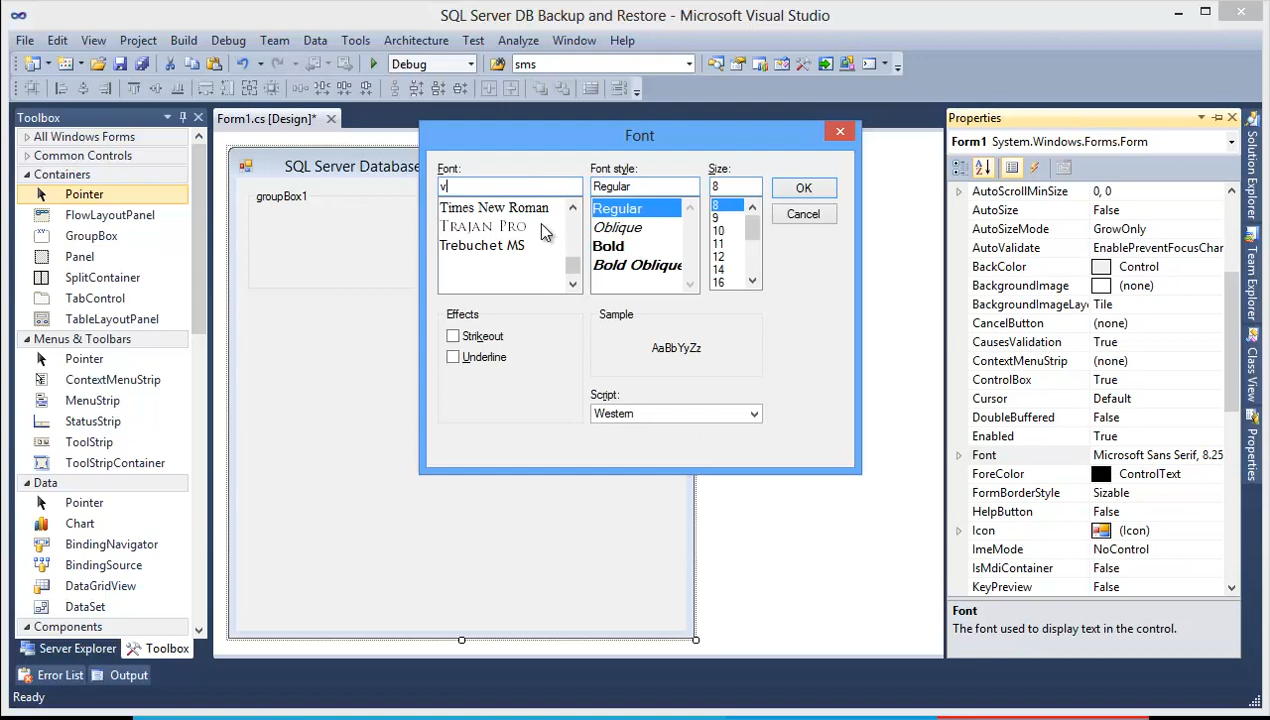 SQL Server DB Backup and Restore - Microsoft Visual Studio
File Edit View Project Build Debug Team Data Tools Architecture Test Analyze Window Help
Debug sms
Toolbox
All Windows Forms
Common Controls
Containers
Pointer
FlowLayoutPanel
GroupBox
Panel
SplitContainer
TabControl
TableLayoutPanel
Menus & Toolbars
Pointer
ContextMenuStrip
MenuStrip
StatusStrip
ToolStrip
ToolStripContainer
Data
Pointer
Chart
BindingNavigator
BindingSource
DataGridView
DataSet
Components
Server Explorer Toolbox
Error List Output
Ready
Form1.cs [Design]*
SQL Server Database
groupBox1
Font
Font: Font style: Size:
v Regular 8 OK
Times New Roman Regular 8
TRAJAN PRO Oblique 9 Cancel
Trebuchet MS Bold 10
Bold Oblique 11
12
14
16
Effects Sample
Strikeout
Underline
AaBbYyZz
Script:
Western
Properties
Form1 System.Windows.Forms.Form
AutoScrollMinSize 0, 0
AutoSize False
AutoSizeMode GrowOnly
AutoValidate EnablePreventFocusChan
BackColor Control
BackgroundImage (none)
BackgroundImageLay Tile
CancelButton (none)
CausesValidation True
ContextMenuStrip (none)
ControlBox True
Cursor Default
DoubleBuffered False
Enabled True
Font Microsoft Sans Serif, 8.25
ForeColor ControlText
FormBorderStyle Sizable
HelpButton False
Icon (Icon)
ImeMode NoControl
IsMdiContainer False
KeyPreview False
Font
The font used to display text in the control.
Solution Explorer
Team Explorer
Class View
Properties